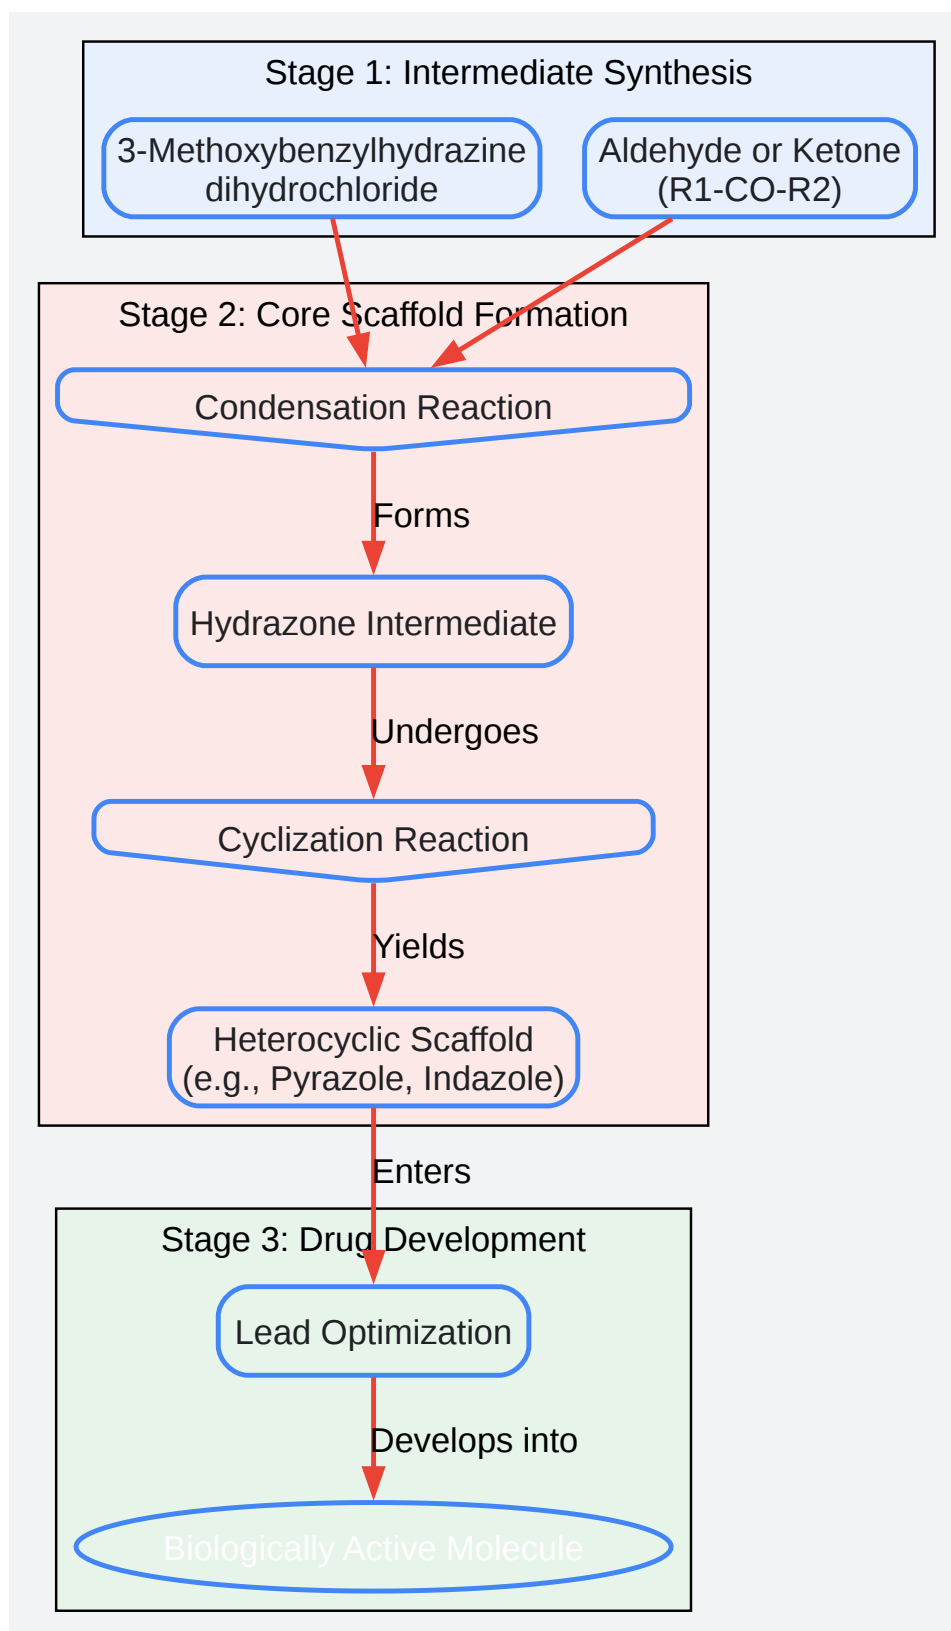 Stage 1: Intermediate Synthesis
3-Methoxybenzylhydrazine
dihydrochloride
Aldehyde or Ketone
(R1-CO-R2)
Stage 2: Core Scaffold Formation
Condensation Reaction
Forms
Hydrazone Intermediate
Undergoes
Cyclization Reaction
Yields
Heterocyclic Scaffold
(e.g., Pyrazole, Indazole)
Enters
Stage 3: Drug Development
Lead Optimization
Develops into
Biologically Active Molecule